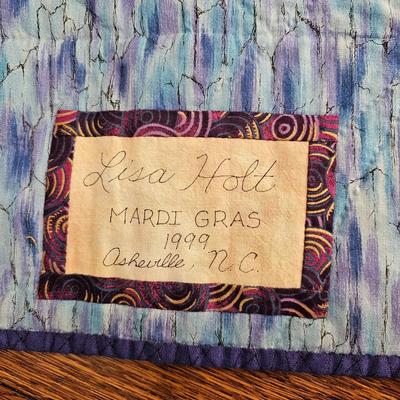 Lisa Holt
MARDI GRAS
1999
Asheville, N.C.